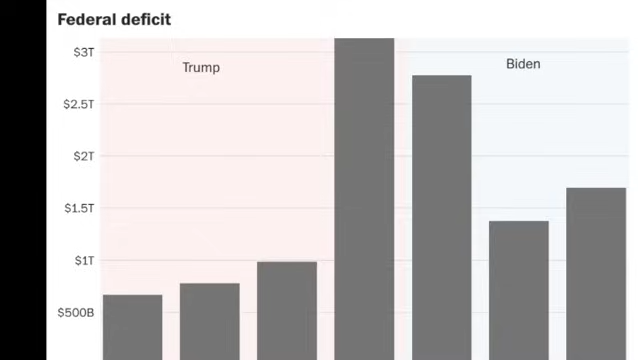 Federal deficit
$3T
Trump
Biden
$2.5T
$2T
$1.5T
$1T
$500B